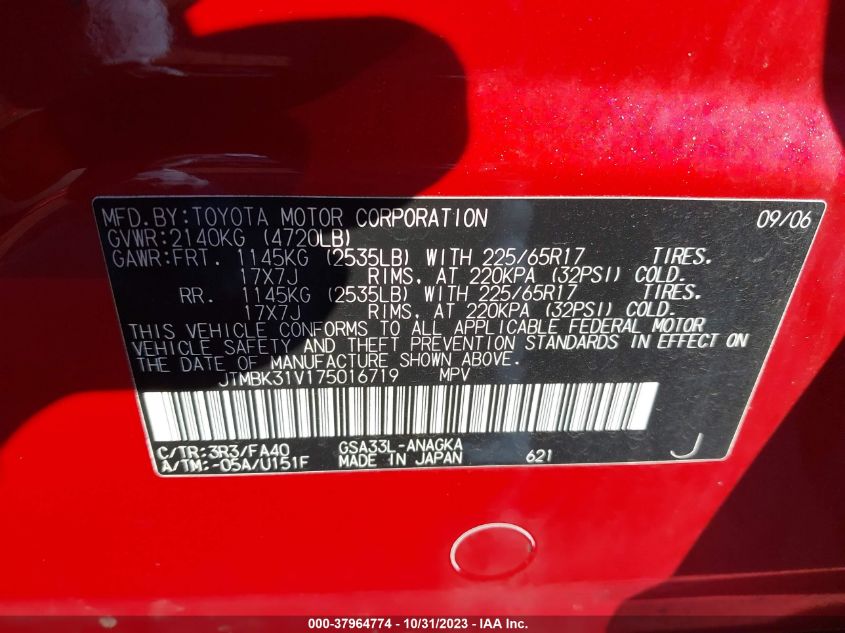 MFD.BY:TOYOTA MOTOR CORPORATION 09/06
GVWR:2140KG (4720LB)
GAWR:FRT. 1145KG (2535LB) WITH 225/65R17 TIRES.
17X7J RIMS, AT 220KPA (32PSI) COLD.
RR. 1145KG (2535LB) WITH 225/65R17 TIRES.
17X7J RIMS, AT 220KPA (32PSI) COLD.
THIS VEHICLE CONFORMS TO ALL APPLICABLE FEDERAL MOTOR
VEHICLE SAFETY AND THEFT PREVENTION STANDARDS IN EFFECT ON
THE DATE OF MANUFACTURE SHOWN ABOVE.
JTMBK31V175016719 MPV
C/TR:3R3/FA40 GSA33L-ANAGKA
A/TM:-05A/U151F MADE IN JAPAN 621 J
000-37964774 - 10/31/2023 - IAA Inc.